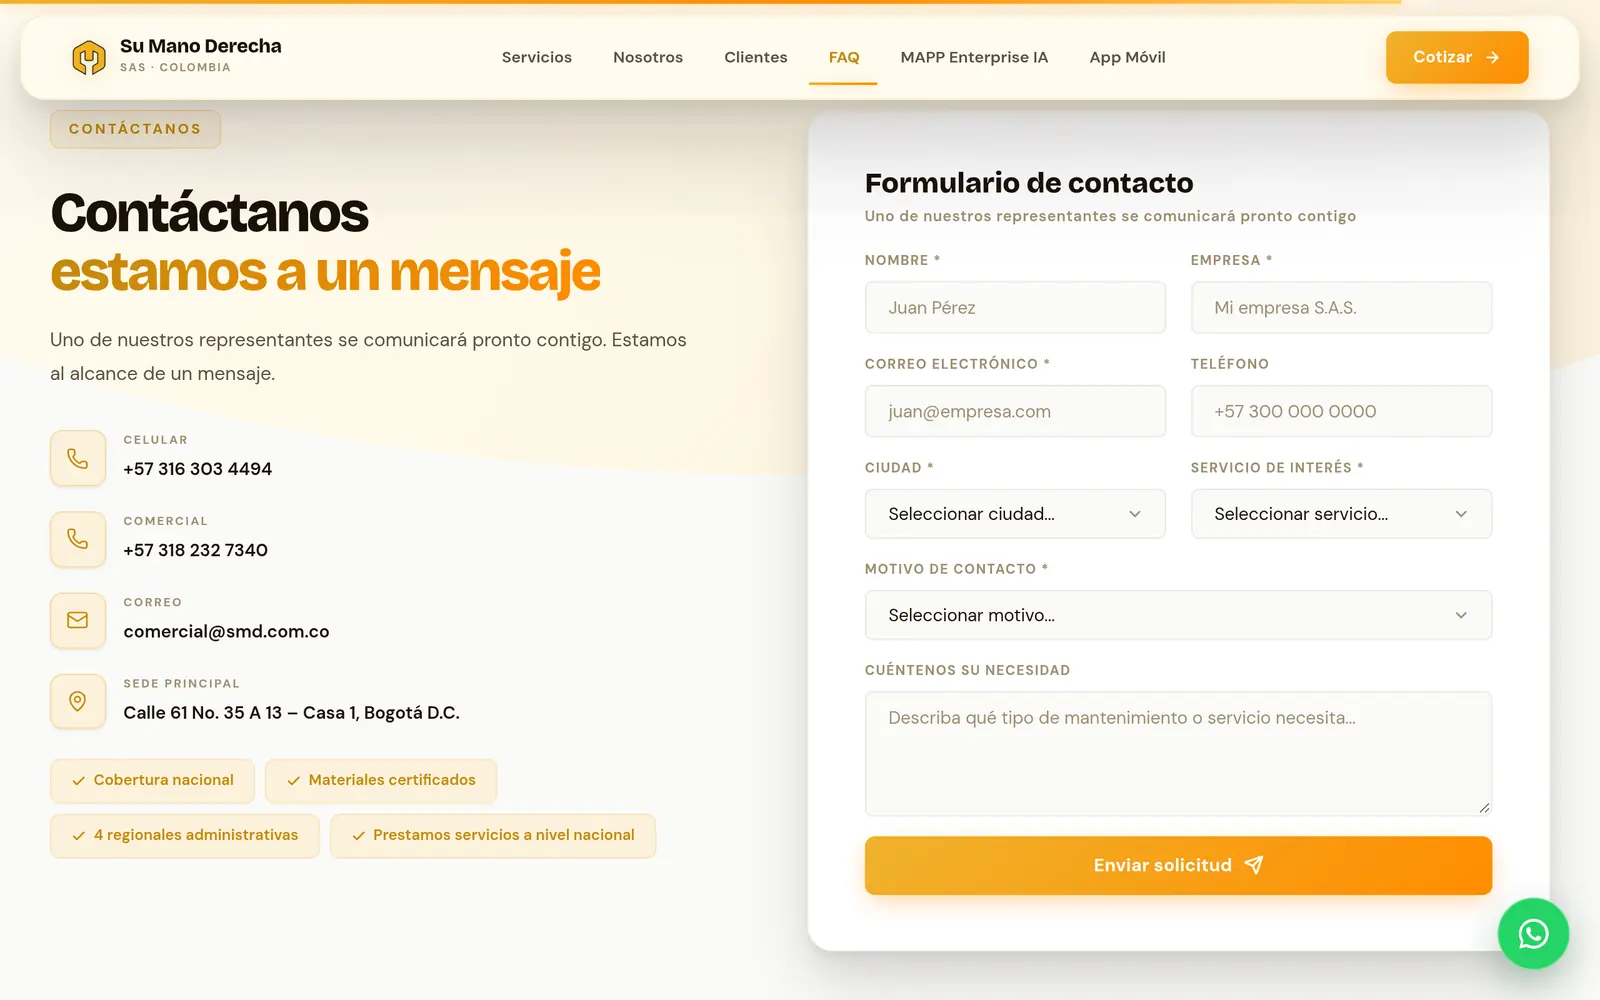 Su Mano Derecha
SAS · COLOMBIA
Servicios
Nosotros
Clientes
FAQ
MAPP Enterprise IA
App Móvil
Cotizar
CONTÁCTANOS
Contáctanos
estamos a un mensaje
Uno de nuestros representantes se comunicará pronto contigo. Estamos
al alcance de un mensaje.
CELULAR
+57 316 303 4494
COMERCIAL
+57 318 232 7340
CORREO
comercial@smd.com.co
SEDE PRINCIPAL
Calle 61 No. 35 A 13 – Casa 1, Bogotá D.C.
Cobertura nacional
Materiales certificados
4 regionales administrativas
Prestamos servicios a nivel nacional
Formulario de contacto
Uno de nuestros representantes se comunicará pronto contigo
NOMBRE *
EMPRESA *
Juan Pérez
Mi empresa S.A.S.
CORREO ELECTRÓNICO *
TELÉFONO
juan@empresa.com
+57 300 000 0000
CIUDAD *
SERVICIO DE INTERÉS *
Seleccionar ciudad...
Seleccionar servicio...
MOTIVO DE CONTACTO *
Seleccionar motivo...
CUÉNTENOS SU NECESIDAD
Describa qué tipo de mantenimiento o servicio necesita...
Enviar solicitud